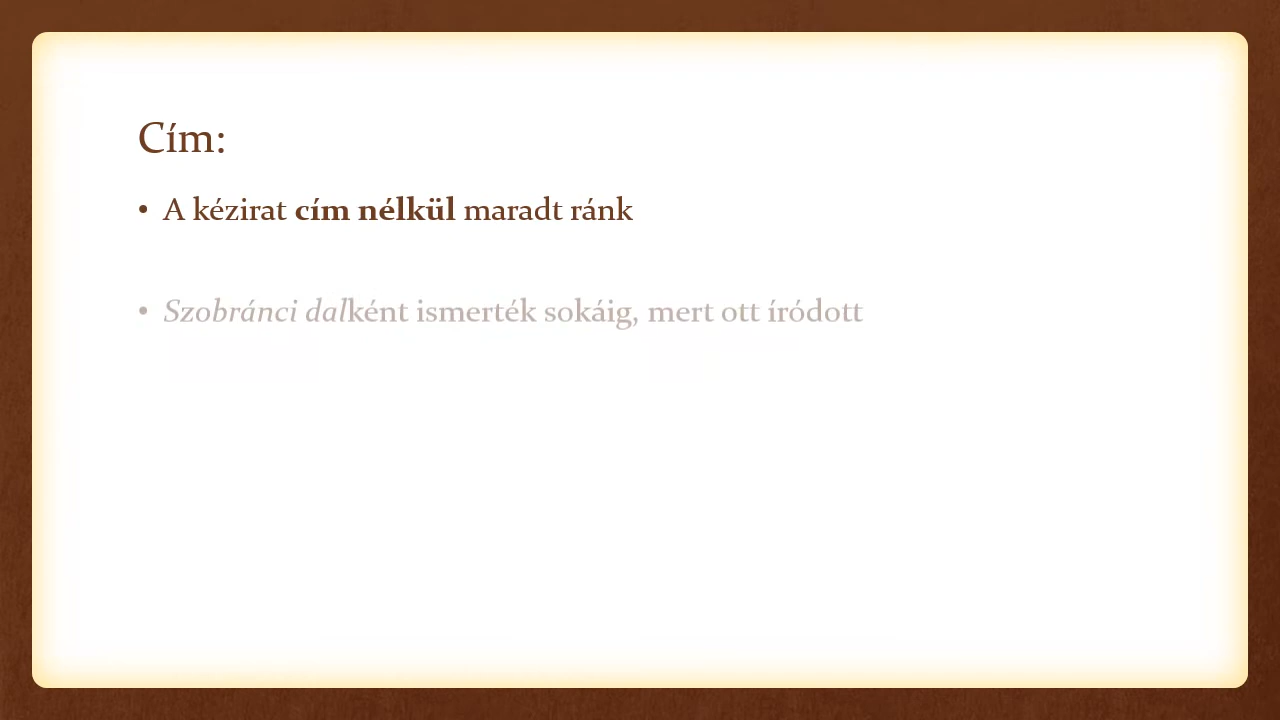 Cím:
• A kézirat cím nélkül maradt ránk
• Szobránci dalként ismerték sokáig, mert ott íródott